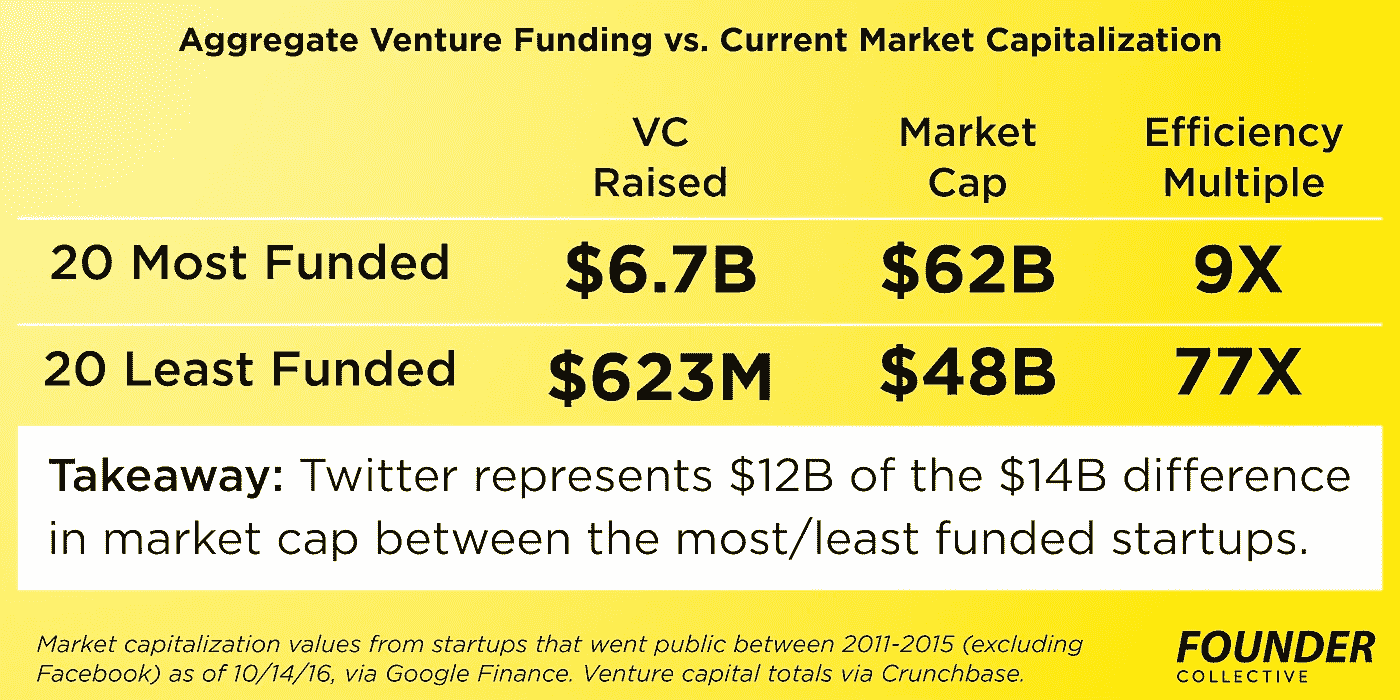 Aggregate Venture Funding vs. Current Market Capitalization
VC Raised Market Cap Efficiency Multiple
20 Most Funded $6.7B $62B 9X
20 Least Funded $623M $48B 77X
Takeaway: Twitter represents $12B of the $14B difference
in market cap between the most/least funded startups.
Market capitalization values from startups that went public between 2011-2015 (excluding
Facebook) as of 10/14/16, via Google Finance. Venture capital totals via Crunchbase.
FOUNDER
COLLECTIVE